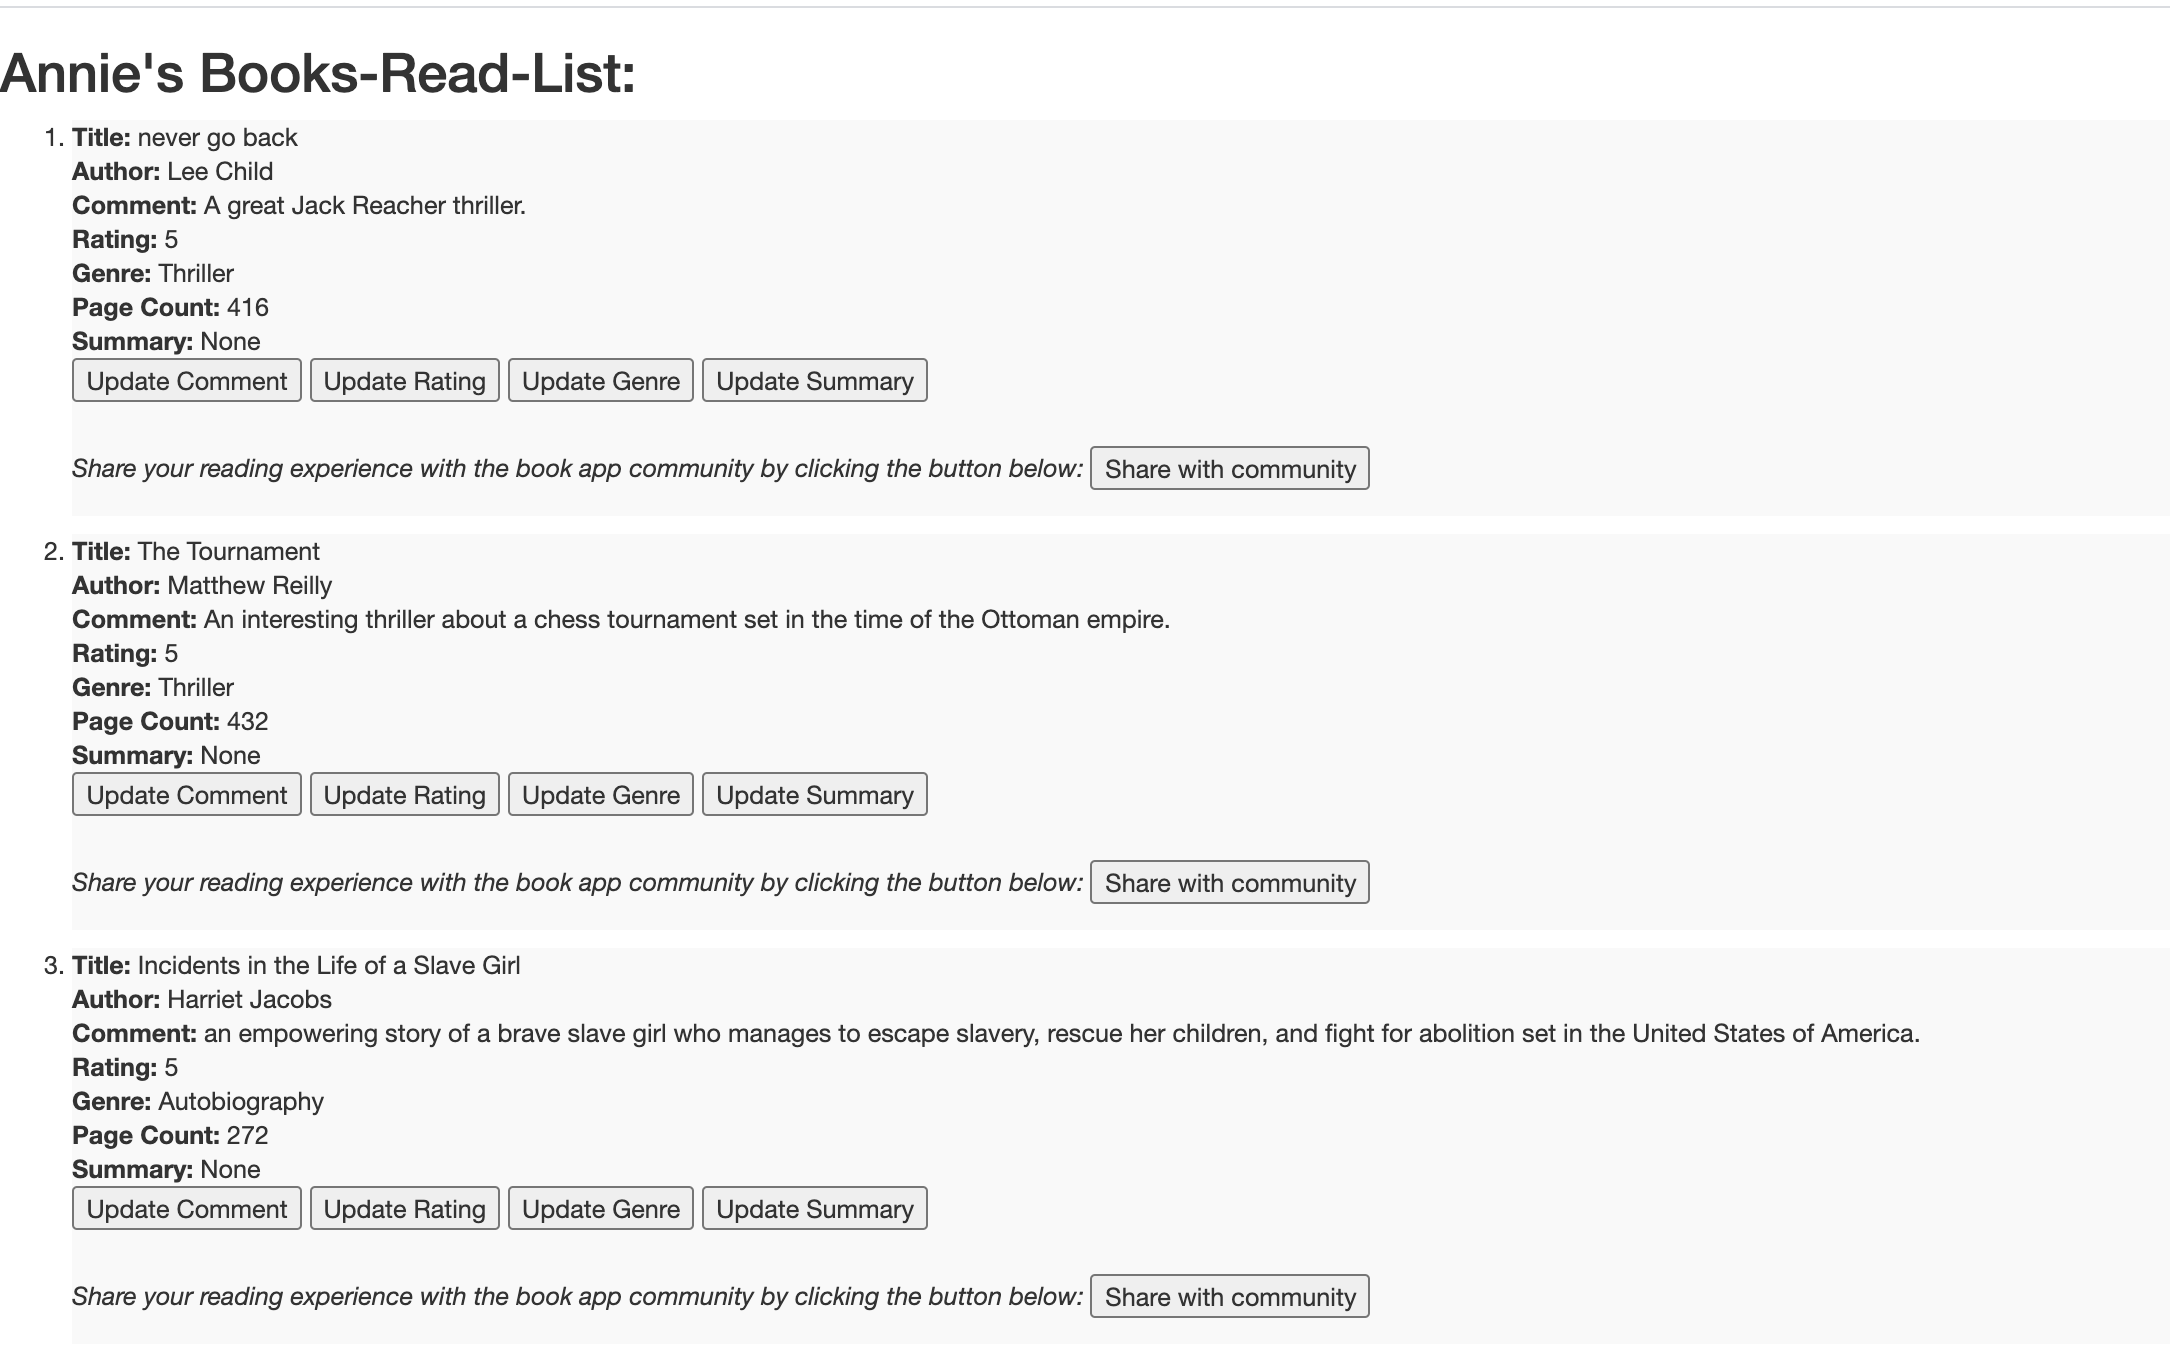 Annie's Books-Read-List:
1. Title: never go back
Author: Lee Child
Comment: A great Jack Reacher thriller.
Rating: 5
Genre: Thriller
Page Count: 416
Summary: None
Update Comment Update Rating Update Genre Update Summary
Share your reading experience with the book app community by clicking the button below: Share with community
2. Title: The Tournament
Author: Matthew Reilly
Comment: An interesting thriller about a chess tournament set in the time of the Ottoman empire.
Rating: 5
Genre: Thriller
Page Count: 432
Summary: None
Update Comment Update Rating Update Genre Update Summary
Share your reading experience with the book app community by clicking the button below: Share with community
3. Title: Incidents in the Life of a Slave Girl
Author: Harriet Jacobs
Comment: an empowering story of a brave slave girl who manages to escape slavery, rescue her children, and fight for abolition set in the United States of America.
Rating: 5
Genre: Autobiography
Page Count: 272
Summary: None
Update Comment Update Rating Update Genre Update Summary
Share your reading experience with the book app community by clicking the button below: Share with community